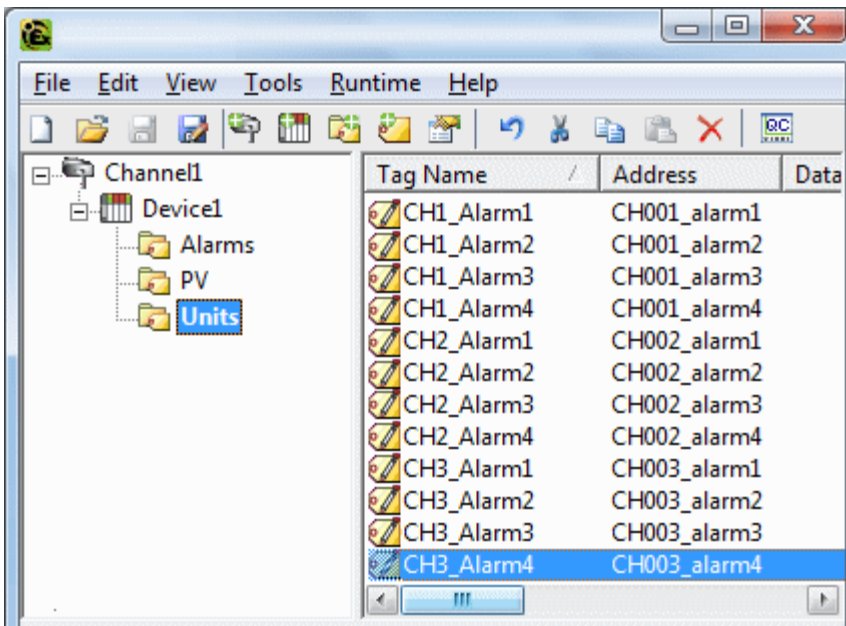 File Edit View Tools Runtime Help
QC
Channel1
Device1
Alarms
PV
Units
Tag Name Address Data
CH1_Alarm1 CH001_alarm1
CH1_Alarm2 CH001_alarm2
CH1_Alarm3 CH001_alarm3
CH1_Alarm4 CH001_alarm4
CH2_Alarm1 CH002_alarm1
CH2_Alarm2 CH002_alarm2
CH2_Alarm3 CH002_alarm3
CH2_Alarm4 CH002_alarm4
CH3_Alarm1 CH003_alarm1
CH3_Alarm2 CH003_alarm2
CH3_Alarm3 CH003_alarm3
CH3_Alarm4 CH003_alarm4